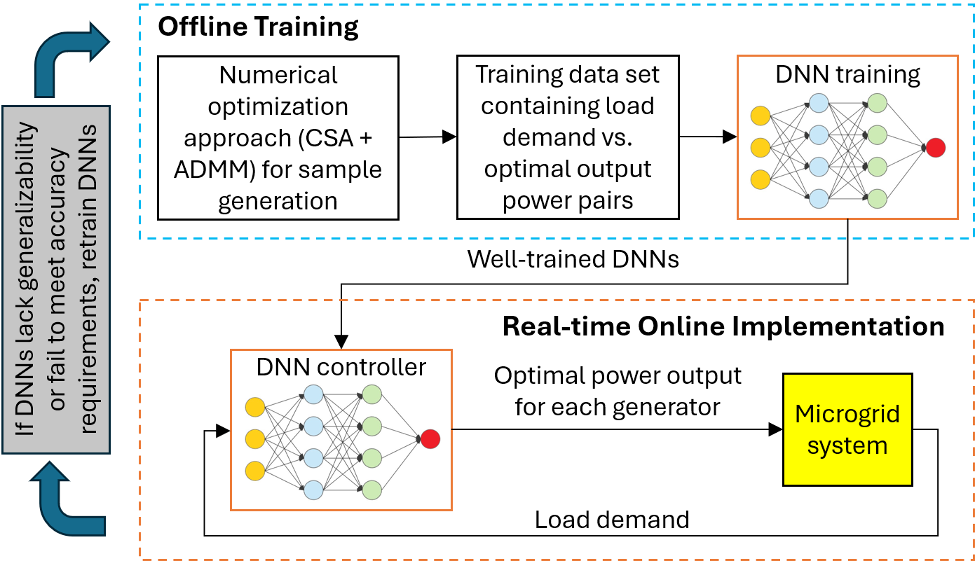 Offline Training
Numerical
optimization
approach (CSA +
ADMM) for sample
generation
Training data set
containing load
demand vs.
optimal output
power pairs
DNN training
If DNNs lack generalizability
or fail to meet accuracy
requirements, retrain DNNs
Well-trained DNNs
Real-time Online Implementation
DNN controller
Optimal power output
for each generator
Microgrid
system
Load demand